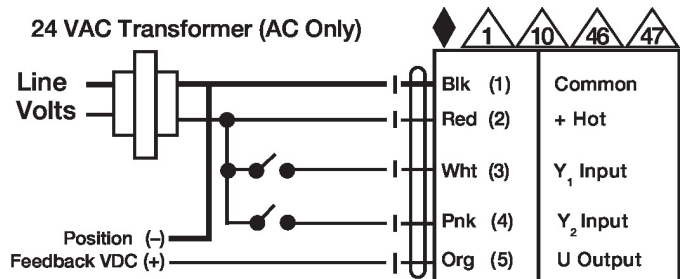 24 VAC Transformer (AC Only)
1 10 46 47
Line
Volts
Blk (1) Common
Red (2) + Hot
Wht (3) Y1 Input
Pnk (4) Y2 Input
Position (–)
Feedback VDC (+)
Org (5) U Output